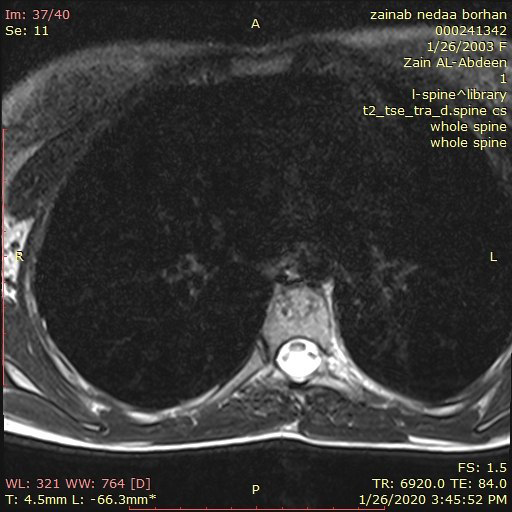 Im: 37/40
Se: 11
A
zainab nedaa borhan
000241342
1/26/2003 F
Zain AL-Abdeen
1
l-spine^library
t2_tse_tra_d.spine cs
whole spine
whole spine
R
L
WL: 321 WW: 764 [D]
T: 4.5mm L: -66.3mm*
P
FS: 1.5
TR: 6920.0 TE: 84.0
1/26/2020 3:45:52 PM